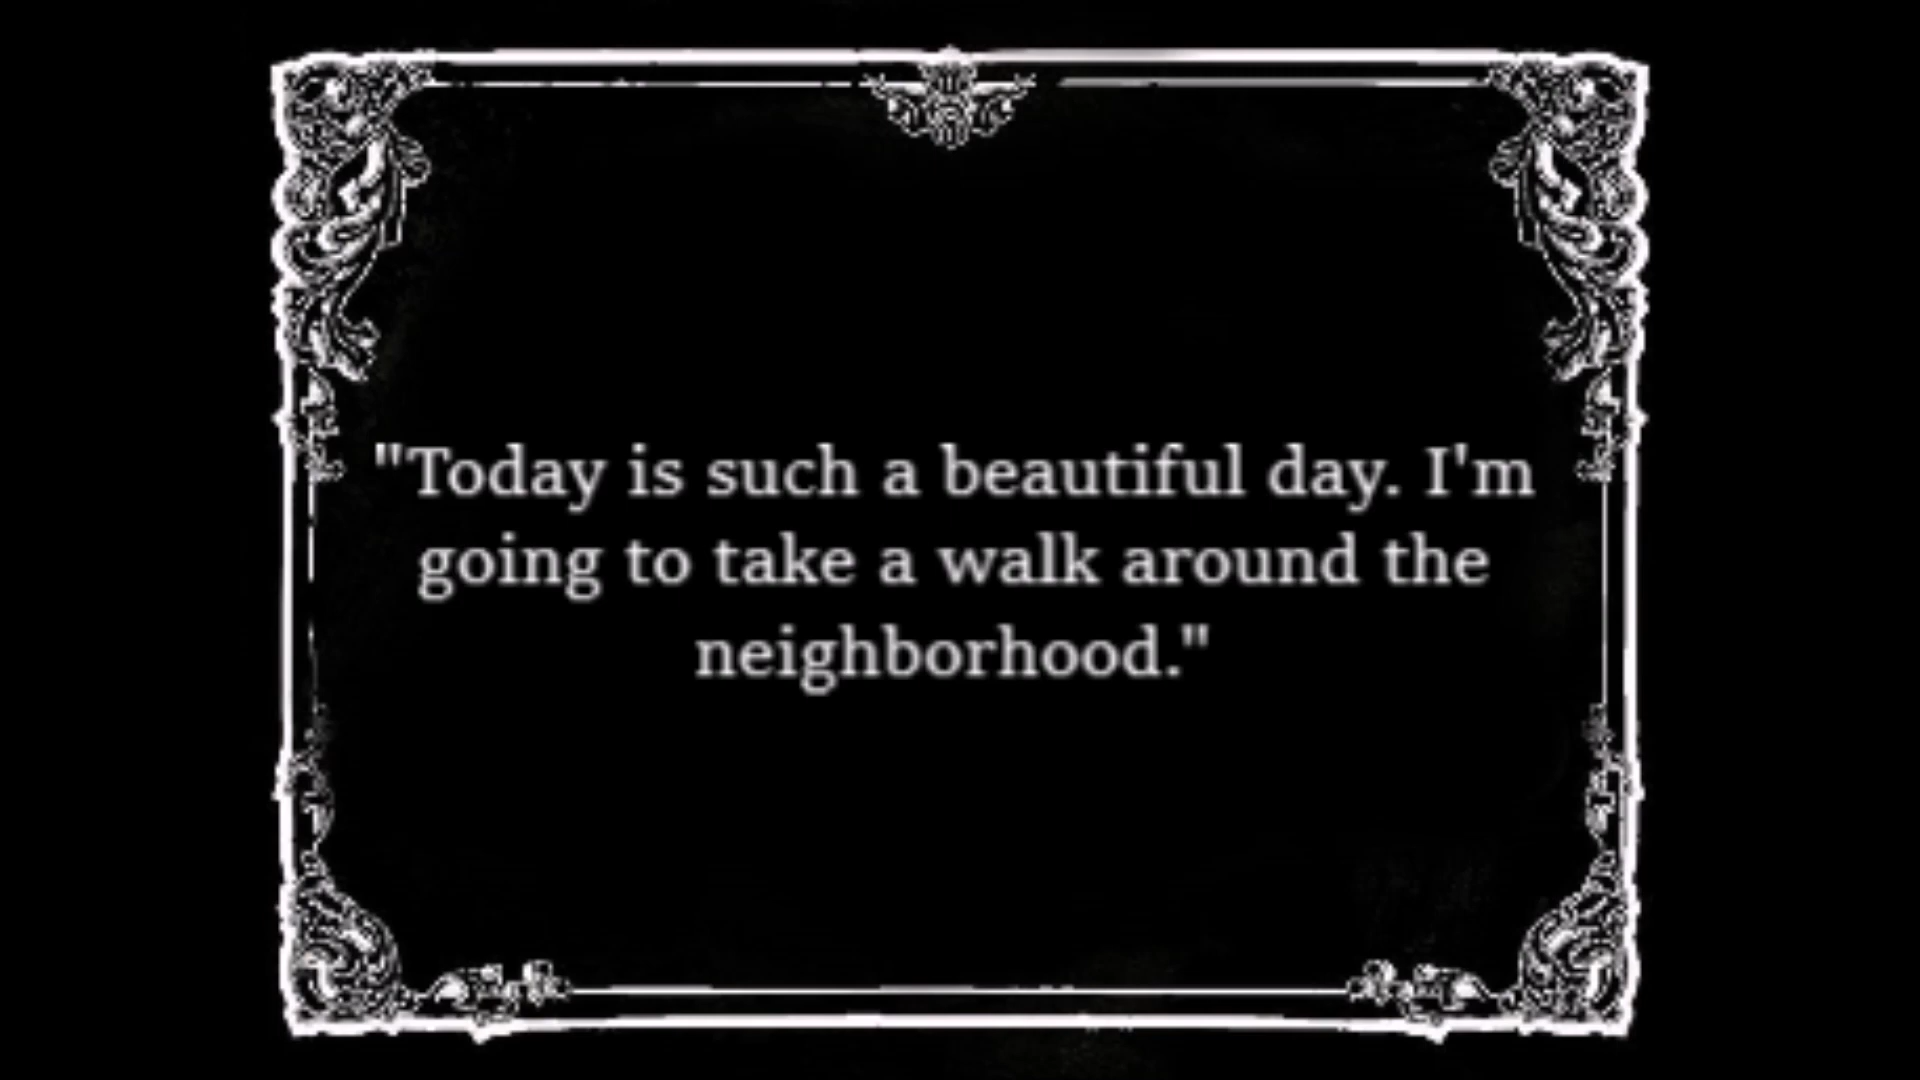 "Today is such a beautiful day. I'm
going to take a walk around the
neighborhood."